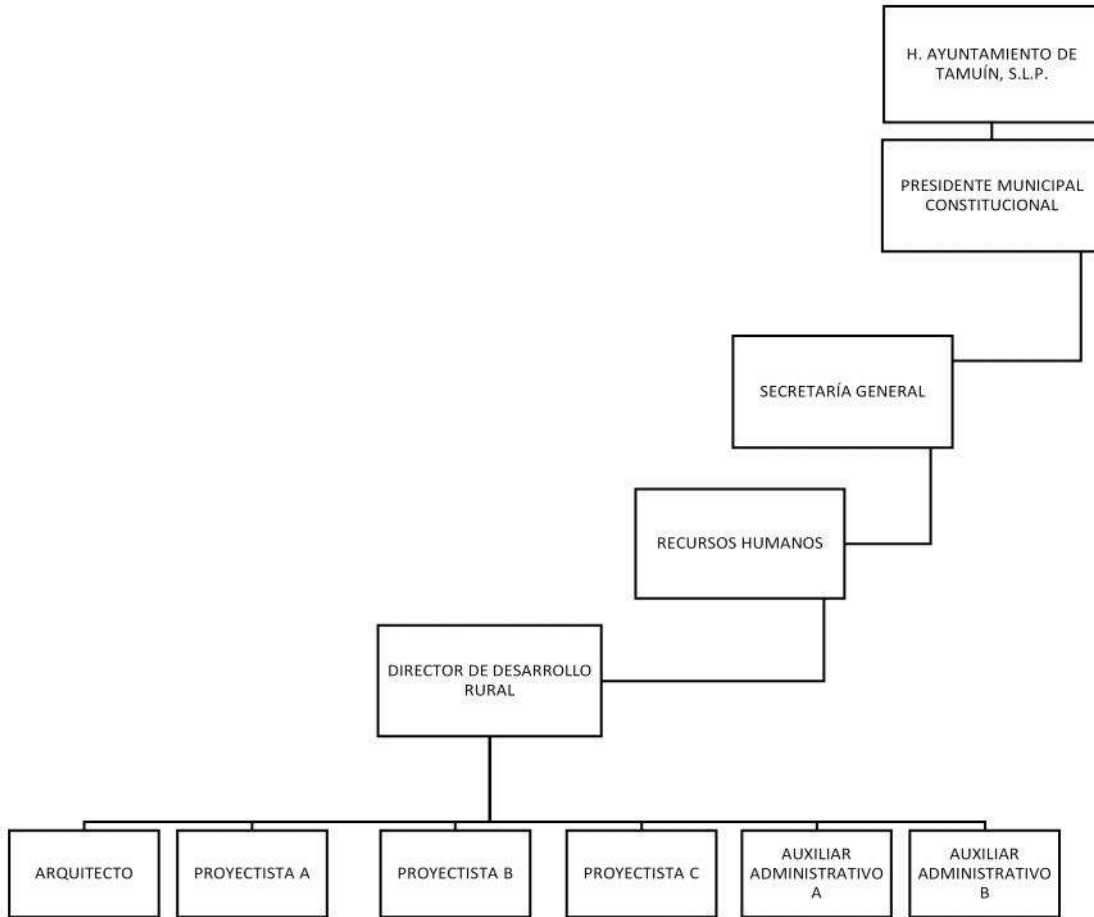 H. AYUNTAMIENTO DE
TAMUÍN, S.L.P.
PRESIDENTE MUNICIPAL
CONSTITUCIONAL
SECRETARÍA GENERAL
RECURSOS HUMANOS
DIRECTOR DE DESARROLLO
RURAL
ARQUITECTO
PROYECTISTA A
PROYECTISTA B
PROYECTISTA C
AUXILIAR
ADMINISTRATIVO
A
AUXILIAR
ADMINISTRATIVO
B